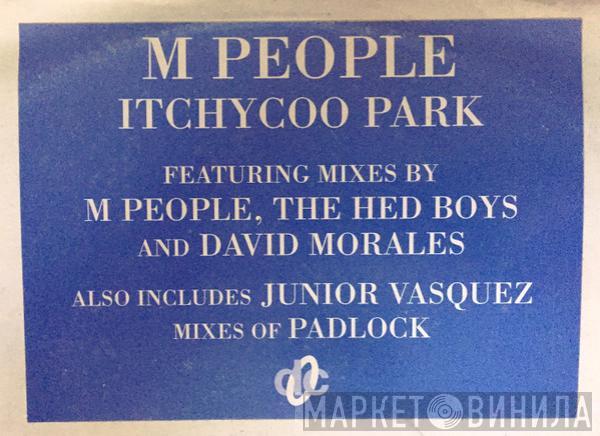 M PEOPLE
ITCHYCOO PARK
FEATURING MIXES BY
M PEOPLE, THE HED BOYS
AND DAVID MORALES
ALSO INCLUDES JUNIOR VASQUEZ
MIXES OF PADLOCK
dc
МАРКЕТ ВИНИЛА